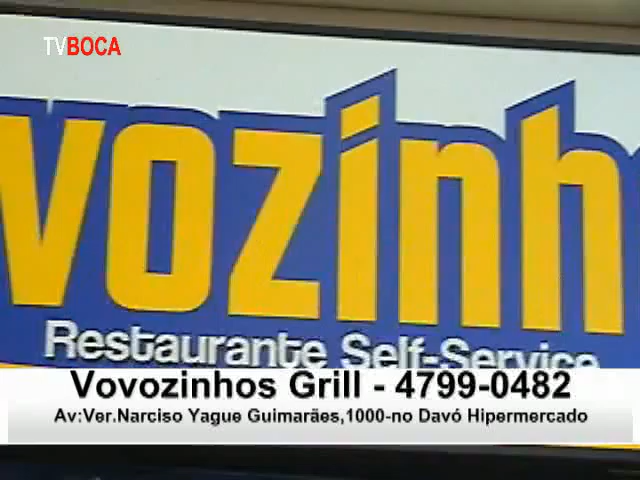 TVBOCA
vozinh
Restaurante Self-Service
Vovozinhos Grill - 4799-0482
Av:Ver.Narciso Yague Guimarães,1000-no Davó Hipermercado